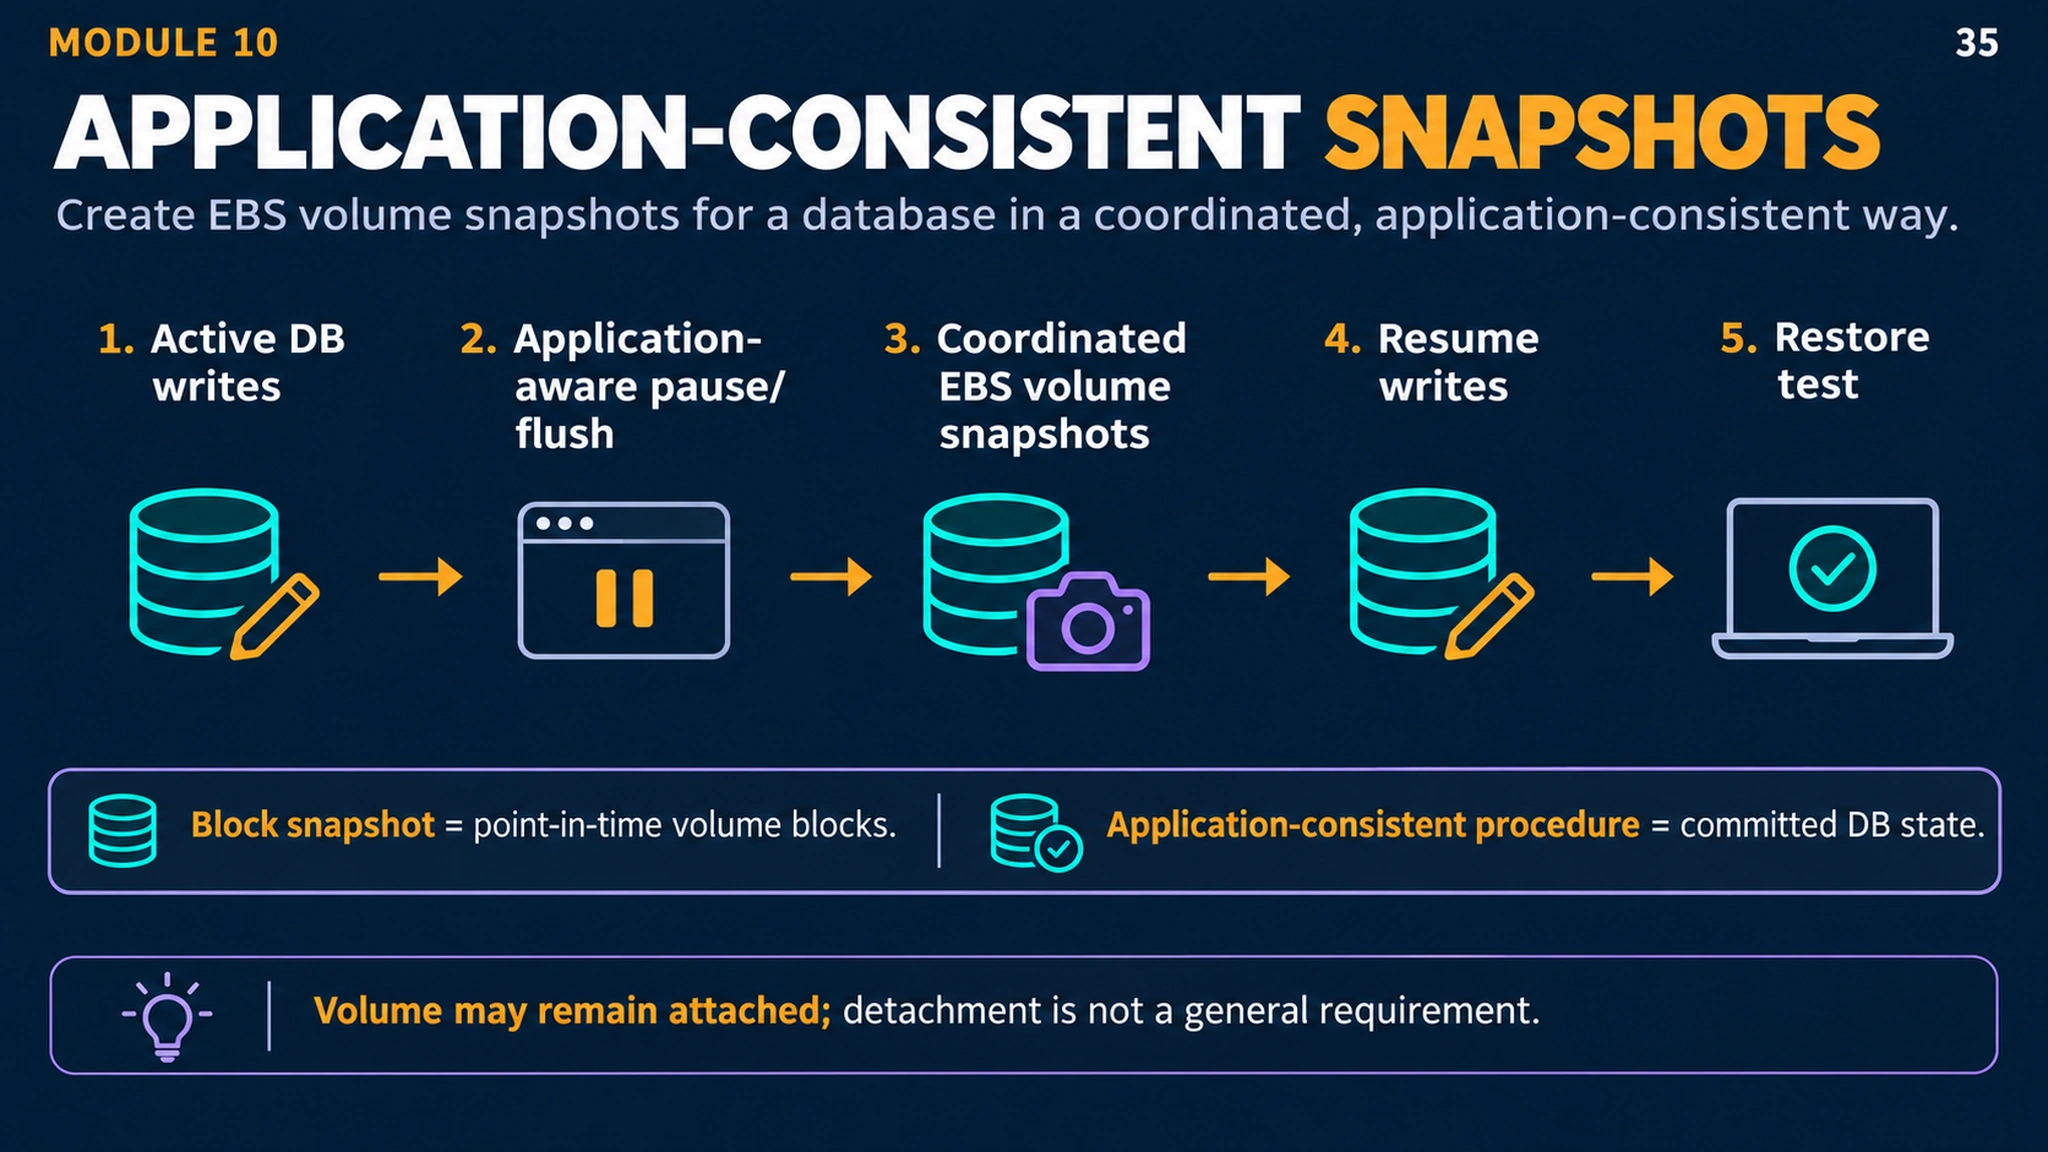 MODULE 10
35
APPLICATION-CONSISTENT SNAPSHOTS
Create EBS volume snapshots for a database in a coordinated, application-consistent way.
1. Active DB
writes
2. Application-
aware pause/
flush
3. Coordinated
EBS volume
snapshots
4. Resume
writes
5. Restore
test
Block snapshot = point-in-time volume blocks.
Application-consistent procedure = committed DB state.
Volume may remain attached; detachment is not a general requirement.